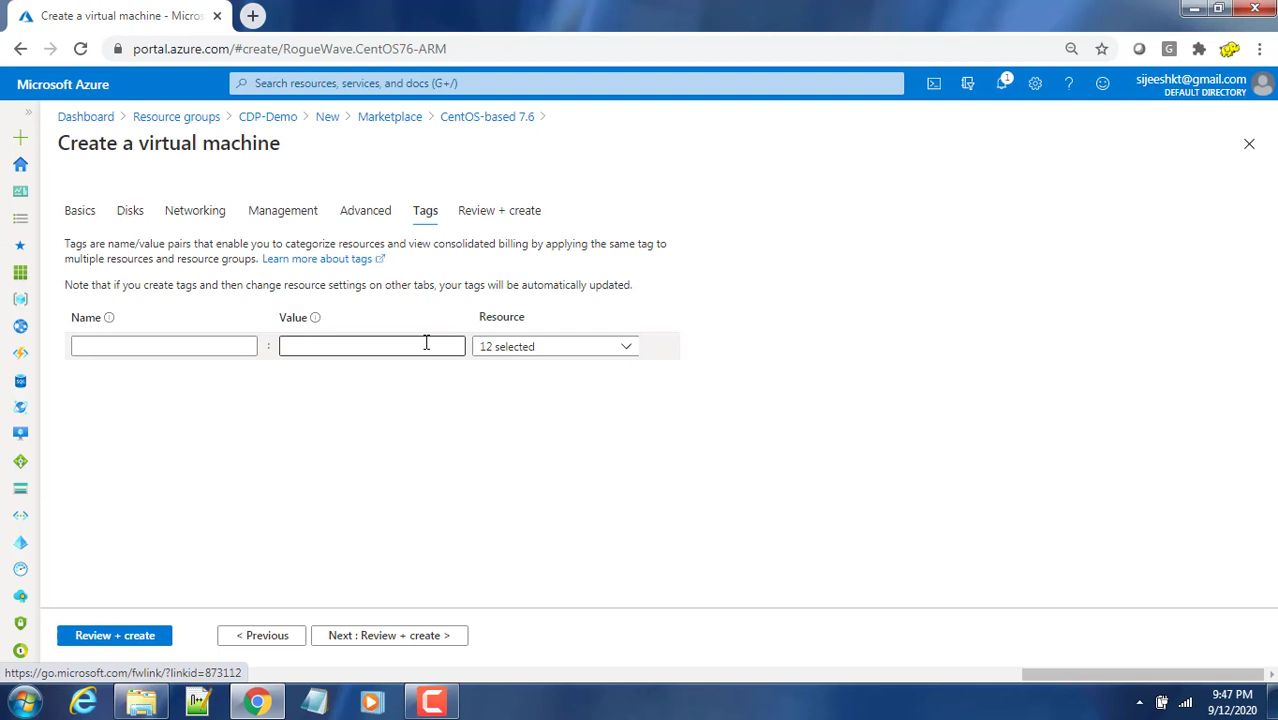 Create a virtual machine - Micros
portal.azure.com/#create/RogueWave.CentOS76-ARM
G
Microsoft Azure
Search resources, services, and docs (G+/)
1
sijeeshkt@gmail.com
DEFAULT DIRECTORY
Dashboard > Resource groups > CDP-Demo > New > Marketplace > CentOS-based 7.6 >
Create a virtual machine
Basics Disks Networking Management Advanced Tags Review + create
Tags are name/value pairs that enable you to categorize resources and view consolidated billing by applying the same tag to
multiple resources and resource groups. Learn more about tags
Note that if you create tags and then change resource settings on other tabs, your tags will be automatically updated.
Name Value Resource
: 12 selected
Review + create < Previous Next : Review + create >
https://go.microsoft.com/fwlink/?linkid=873112
9:47 PM
9/12/2020